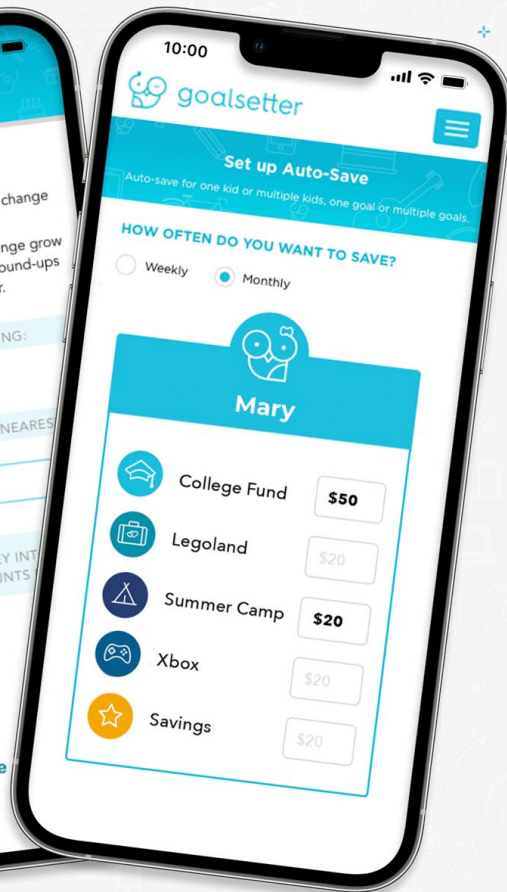 change
nge grow
ound-ups
r.
NG:
NEARES
EY INT
UNTS
e
10:00
goalsetter
Set up Auto-Save
Auto-save for one kid or multiple kids, one goal or multiple goals.
HOW OFTEN DO YOU WANT TO SAVE?
Weekly Monthly
Mary
College Fund $50
Legoland $20
Summer Camp $20
Xbox $20
Savings $20